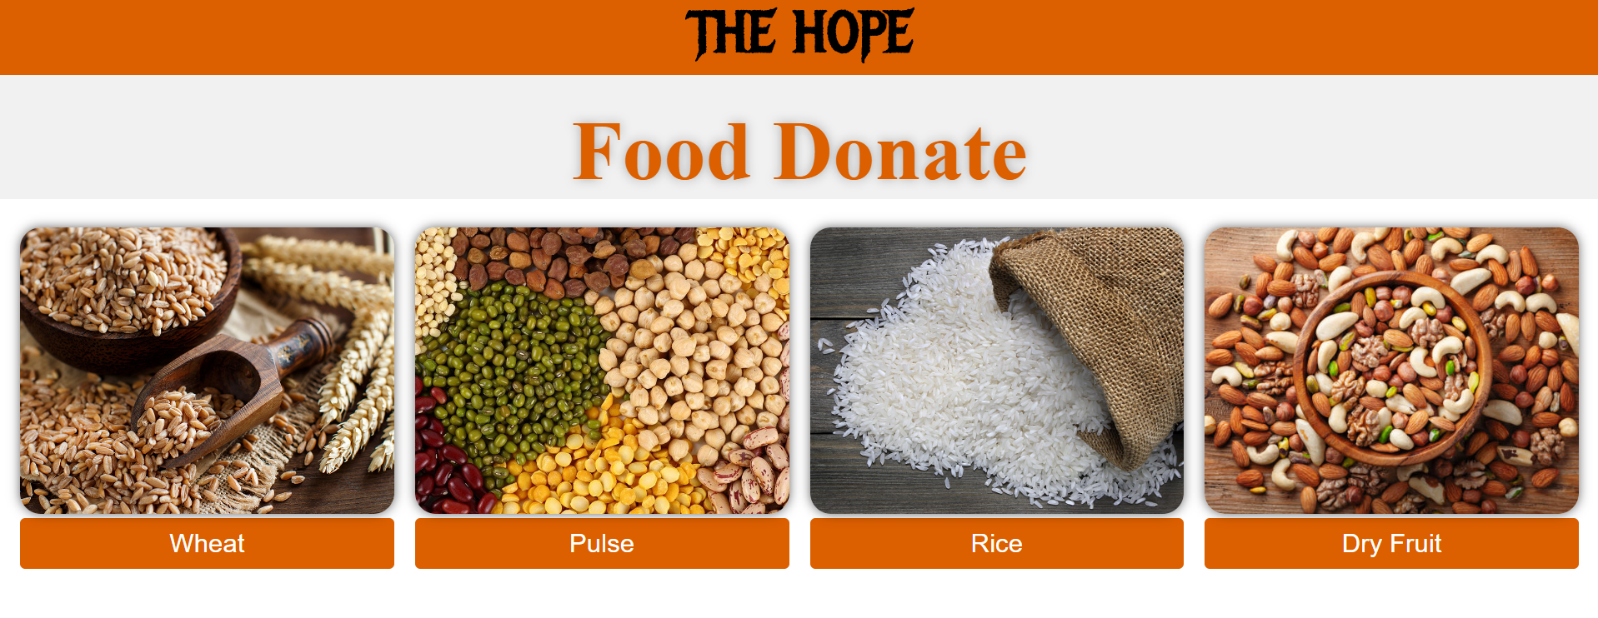 THE HOPE
Food Donate
Wheat
Pulse
Rice
Dry Fruit